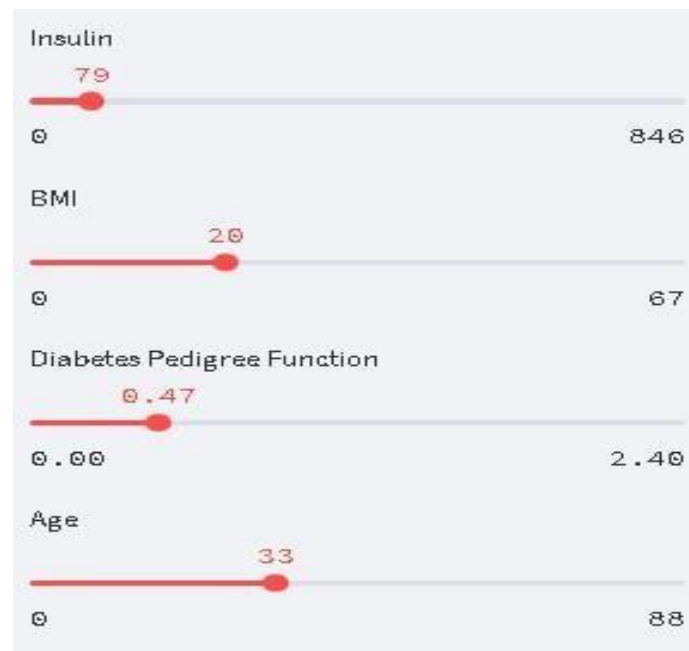 Insulin
79
0 846
BMI
20
0 67
Diabetes Pedigree Function
0.47
0.00 2.40
Age
33
0 88